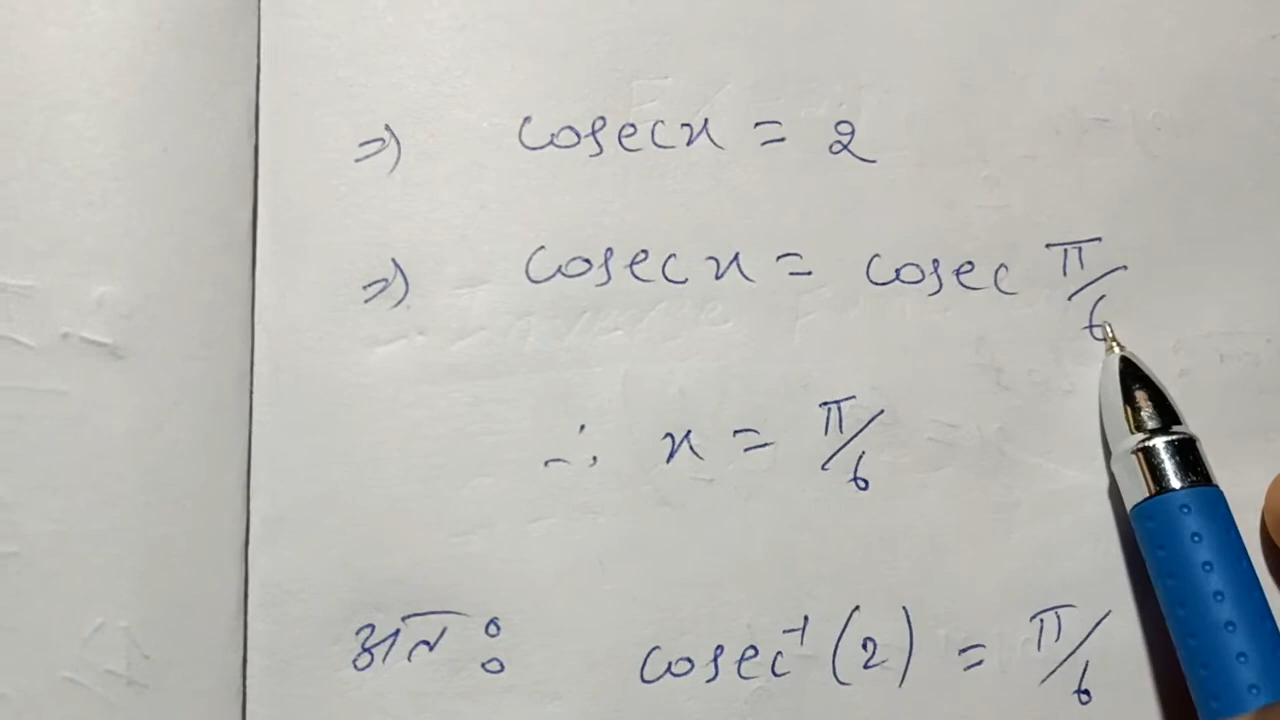 ⇒) cosec x = 2
⇒) cosec x = cosec π/6
∴ x = π/6
अतः cosec⁻¹(2) = π/6